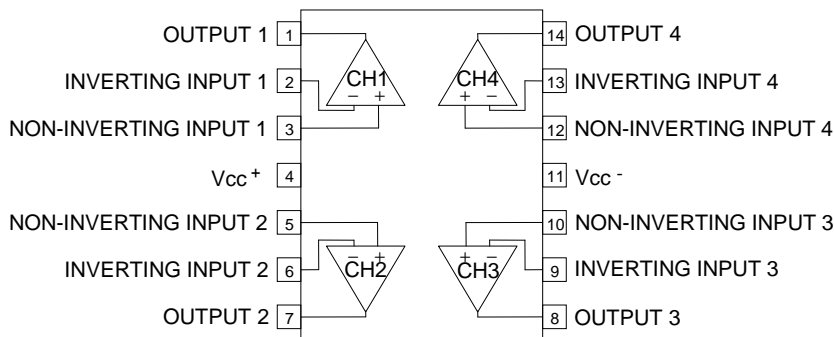 OUTPUT 1 1
INVERTING INPUT 1 2
NON-INVERTING INPUT 1 3
Vcc + 4
NON-INVERTING INPUT 2 5
INVERTING INPUT 2 6
OUTPUT 2 7
CH1
− +
CH4
+ −
− +
CH2
+ −
CH3
14 OUTPUT 4
13 INVERTING INPUT 4
12 NON-INVERTING INPUT 4
11 Vcc -
10 NON-INVERTING INPUT 3
9 INVERTING INPUT 3
8 OUTPUT 3